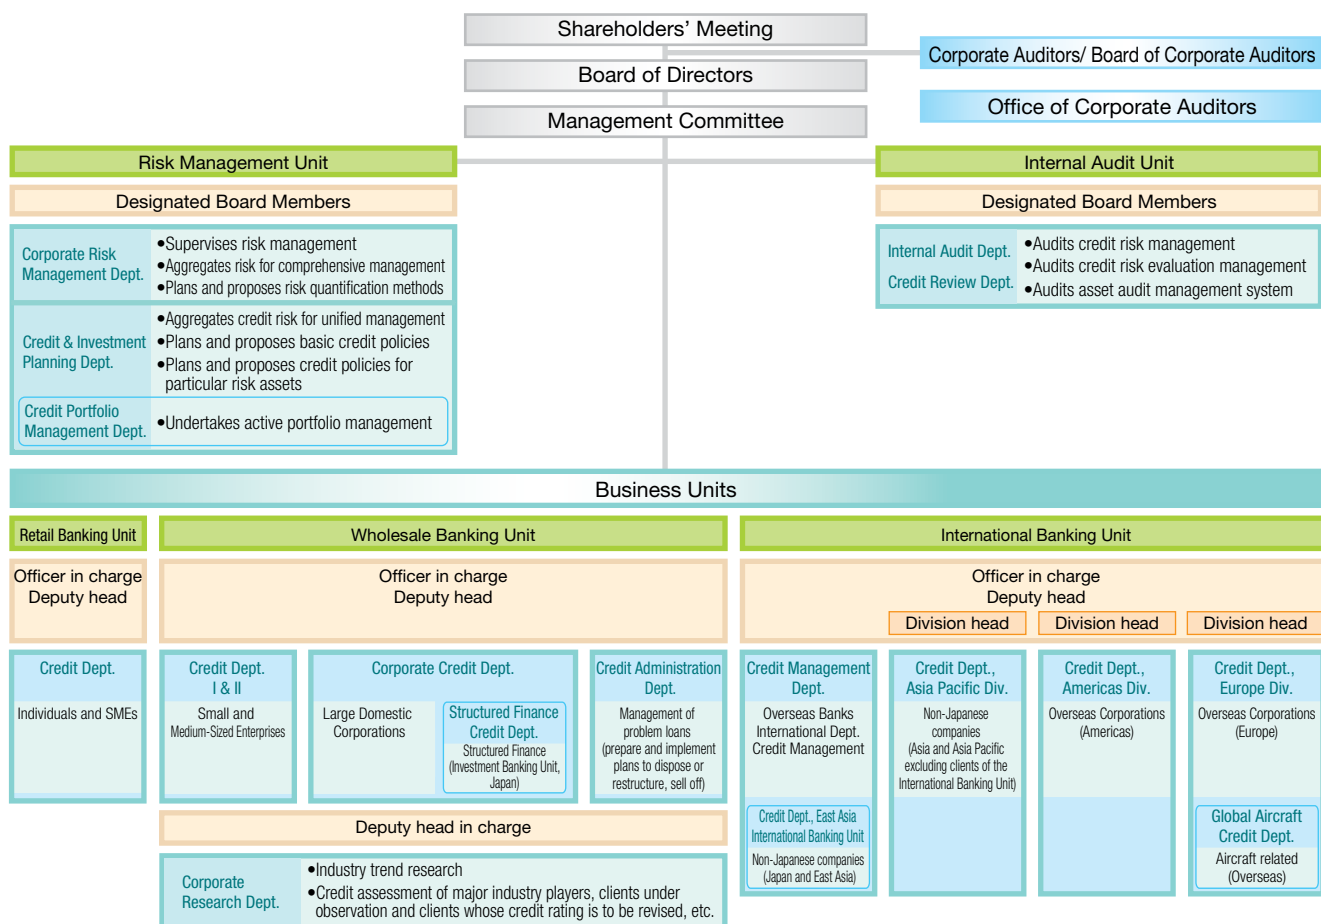 Shareholders’ Meeting
Corporate Auditors/ Board of Corporate Auditors
Board of Directors
Office of Corporate Auditors
Management Committee
Risk Management Unit
Designated Board Members
Corporate Risk
Management Dept.
•Supervises risk management
•Aggregates risk for comprehensive management
•Plans and proposes risk quantification methods
Credit & Investment
Planning Dept.
•Aggregates credit risk for unified management
•Plans and proposes basic credit policies
•Plans and proposes credit policies for
particular risk assets
Credit Portfolio
Management Dept.
•Undertakes active portfolio management
Internal Audit Unit
Designated Board Members
Internal Audit Dept.
Credit Review Dept.
•Audits credit risk management
•Audits credit risk evaluation management
•Audits asset audit management system
Business Units
Retail Banking Unit
Officer in charge
Deputy head
Credit Dept.
Individuals and SMEs
Wholesale Banking Unit
Officer in charge
Deputy head
Credit Dept.
I & II
Small and
Medium-Sized Enterprises
Corporate Credit Dept.
Large Domestic
Corporations
Structured Finance
Credit Dept.
Structured Finance
(Investment Banking Unit,
Japan)
Credit Administration
Dept.
Management of
problem loans
(prepare and implement
plans to dispose or
restructure, sell off)
Deputy head in charge
Corporate
Research Dept.
•Industry trend research
•Credit assessment of major industry players, clients under
observation and clients whose credit rating is to be revised, etc.
International Banking Unit
Officer in charge
Deputy head
Division head
Division head
Division head
Credit Management
Dept.
Overseas Banks
International Dept.
Credit Management
Credit Dept., East Asia
International Banking Unit
Non-Japanese companies
(Japan and East Asia)
Credit Dept.,
Asia Pacific Div.
Non-Japanese
companies
(Asia and Asia Pacific
excluding clients of the
International Banking Unit)
Credit Dept.,
Americas Div.
Overseas Corporations
(Americas)
Credit Dept.,
Europe Div.
Overseas Corporations
(Europe)
Global Aircraft
Credit Dept.
Aircraft related
(Overseas)